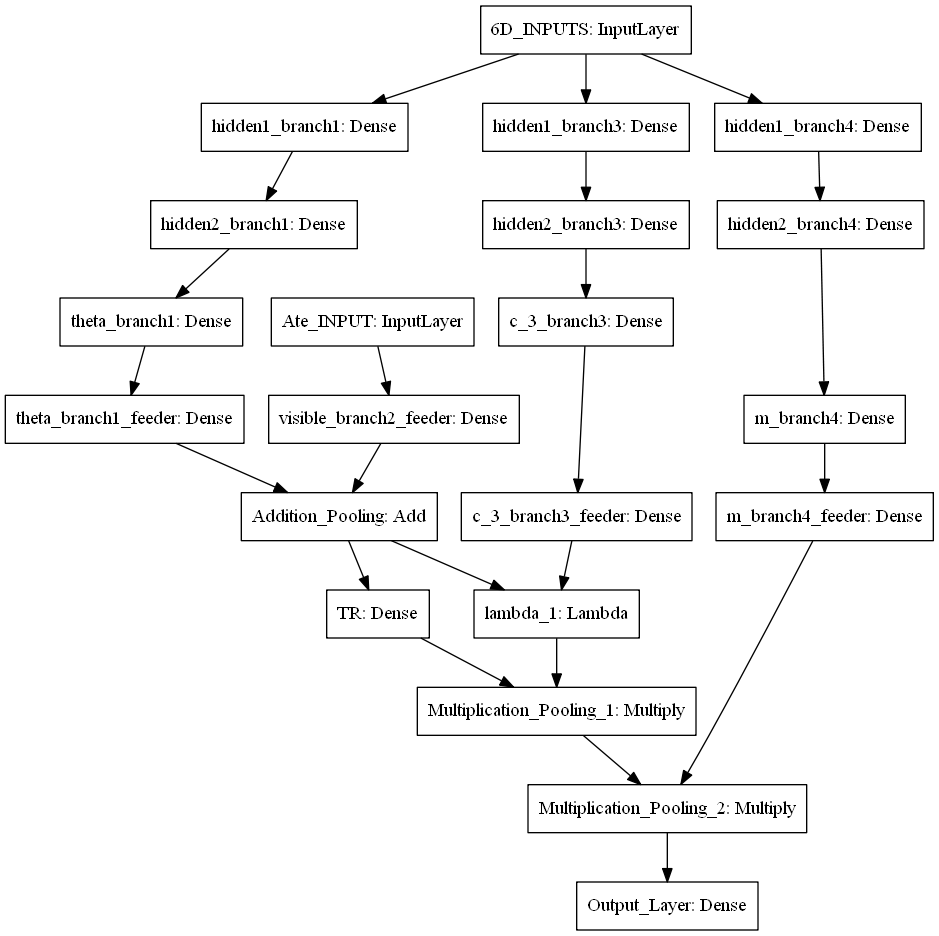 6D_INPUTS: InputLayer
hidden1_branch1: Dense
hidden1_branch3: Dense
hidden1_branch4: Dense
hidden2_branch1: Dense
hidden2_branch3: Dense
hidden2_branch4: Dense
theta_branch1: Dense
Ate_INPUT: InputLayer
c_3_branch3: Dense
theta_branch1_feeder: Dense
visible_branch2_feeder: Dense
m_branch4: Dense
Addition_Pooling: Add
c_3_branch3_feeder: Dense
m_branch4_feeder: Dense
TR: Dense
lambda_1: Lambda
Multiplication_Pooling_1: Multiply
Multiplication_Pooling_2: Multiply
Output_Layer: Dense